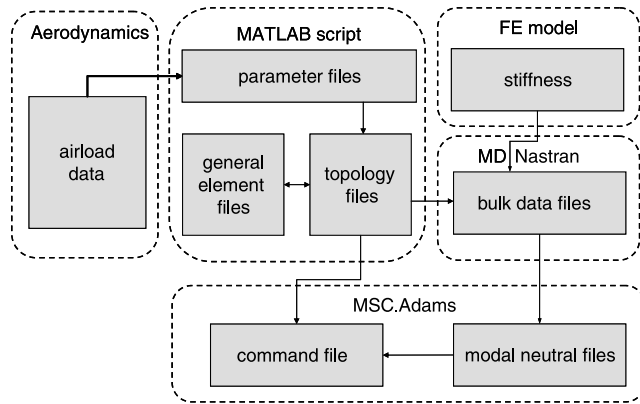 Aerodynamics
MATLAB script
FE model
parameter files
stiffness
airload
data
general
element
files
topology
files
MD Nastran
bulk data files
MSC.Adams
command file
modal neutral files